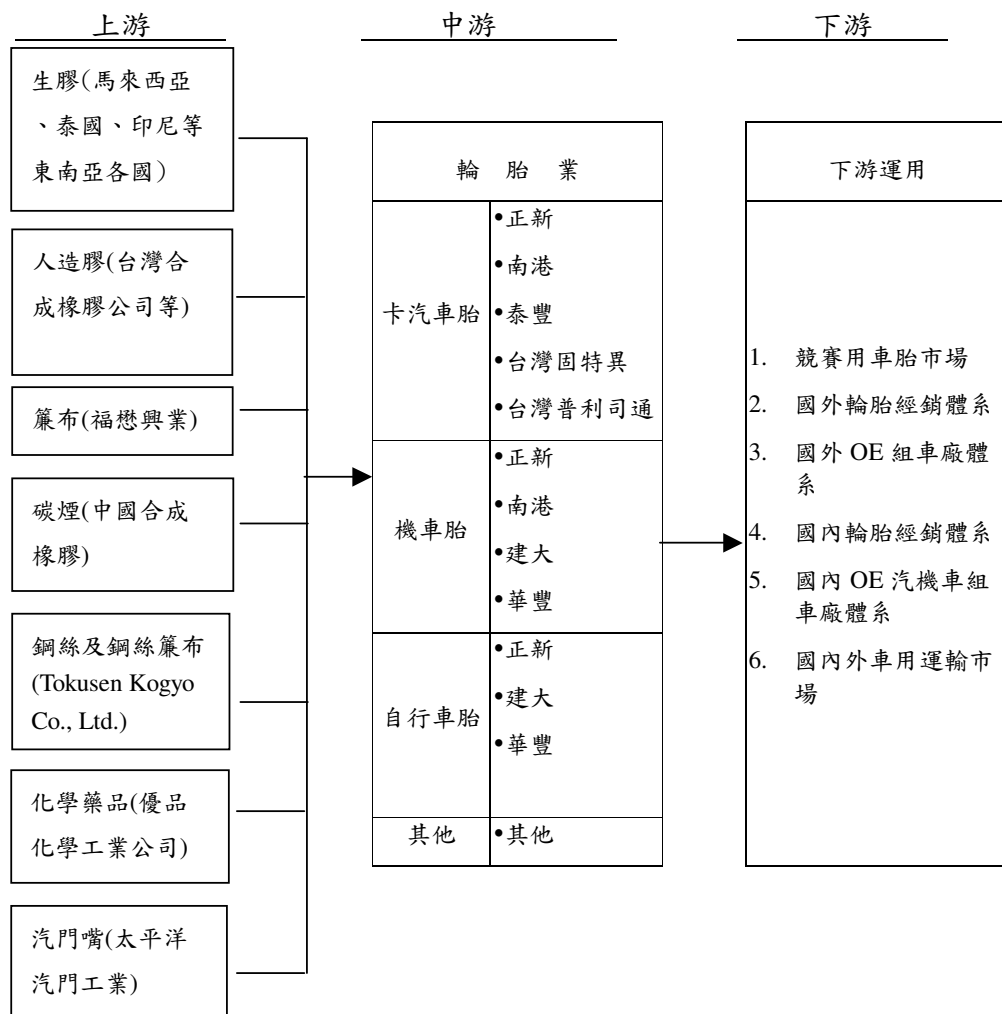 上游
中游
下游
生膠(馬來西亞
、泰國、印尼等
東南亞各國)
人造膠(台灣合
成橡膠公司等)
簾布(福懋興業)
碳煙(中國合成
橡膠)
鋼絲及鋼絲簾布
(Tokusen Kogyo
Co., Ltd.)
化學藥品(優品
化學工業公司)
汽門嘴(太平洋
汽門工業)
輪 胎 業
卡汽車胎
•正新
•南港
•泰豐
•台灣固特異
•台灣普利司通
機車胎
•正新
•南港
•建大
•華豐
自行車胎
•正新
•建大
•華豐
其他
•其他
下游運用
1. 競賽用車胎市場
2. 國外輪胎經銷體系
3. 國外 OE 組車廠體
系
4. 國內輪胎經銷體系
5. 國內 OE 汽機車組
車廠體系
6. 國內外車用運輸市
場